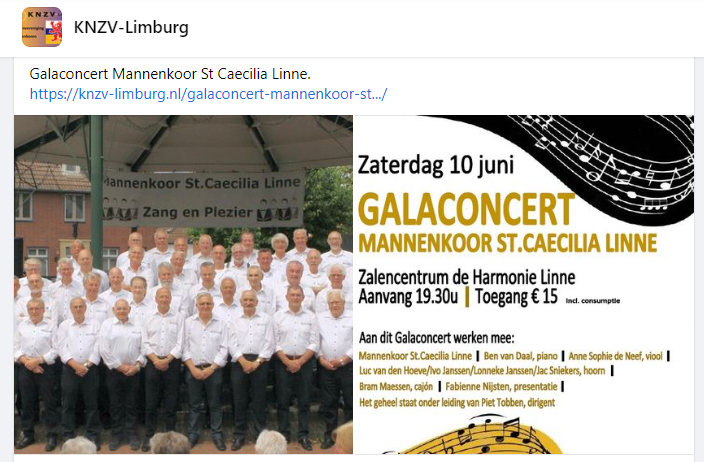 KNZV
KNZV-Limburg
Galaconcert Mannenkoor St Caecilia Linne.
https://knzv-limburg.nl/galaconcert-mannenkoor-st.../
Mannenkoor St.Caecilia Linne
Zang en Plezier
Zaterdag 10 juni
GALACONCERT
MANNENKOOR ST.CAECILIA LINNE
Zalencentrum de Harmonie Linne
Aanvang 19.30u | Toegang € 15 incl. consumptie
Aan dit Galaconcert werken mee:
Mannenkoor St.Caecilia Linne | Ben van Daal, piano | Anne Sophie de Neef, viool |
Luc van den Hoeve/Ivo Janssen/Lonneke Janssen/Jac Sniekers, hoorn |
Bram Maessen, cajón | Fabienne Nijsten, presentatie |
Het geheel staat onder leiding van Piet Tobben, dirigent